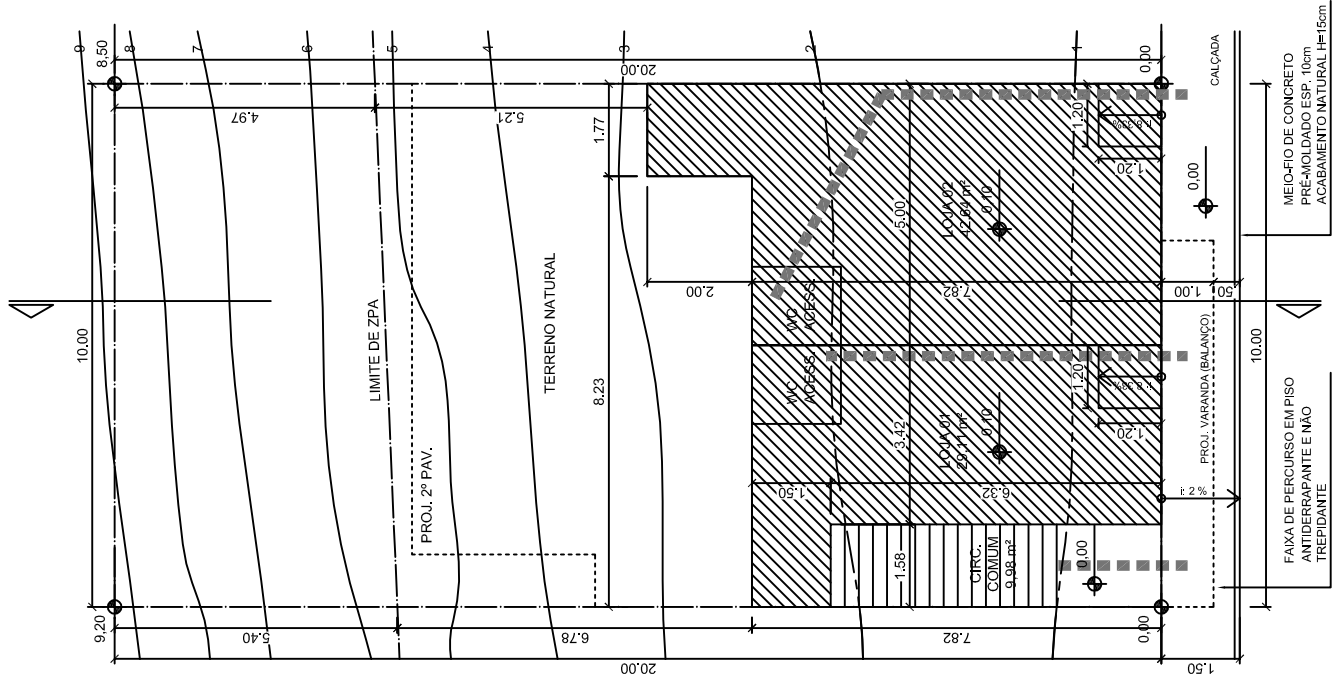 9
8
7
6
5
4
3
2
1
8,50
20.00
0,00
CALÇADA
4.97
5.21
1.77
1.20
i: 8,33%
1.20
10.00
LIMITE DE ZPA
TERRENO NATURAL
8.23
PROJ. 2º PAV.
2.00
5.00
LOJA 02
42,64 m²
0,10
0,00
WC
ACESS.
WC
ACESS.
7.82
1.00
50
1.20
i: 8,33%
1.20
3.42
LOJA 01
29,11 m²
0,10
1.50
6.32
PROJ. VARANDA (BALANÇO)
i: 2 %
10.00
1.58
CIRC.
COMUM
9,98 m²
0,00
9,20
5.40
6.78
7.82
0,00
20.00
1.50
MEIO-FIO DE CONCRETO
PRÉ-MOLDADO ESP. 10cm
ACABAMENTO NATURAL H=15cm
FAIXA DE PERCURSO EM PISO
ANTIDERRAPANTE E NÃO
TREPIDANTE